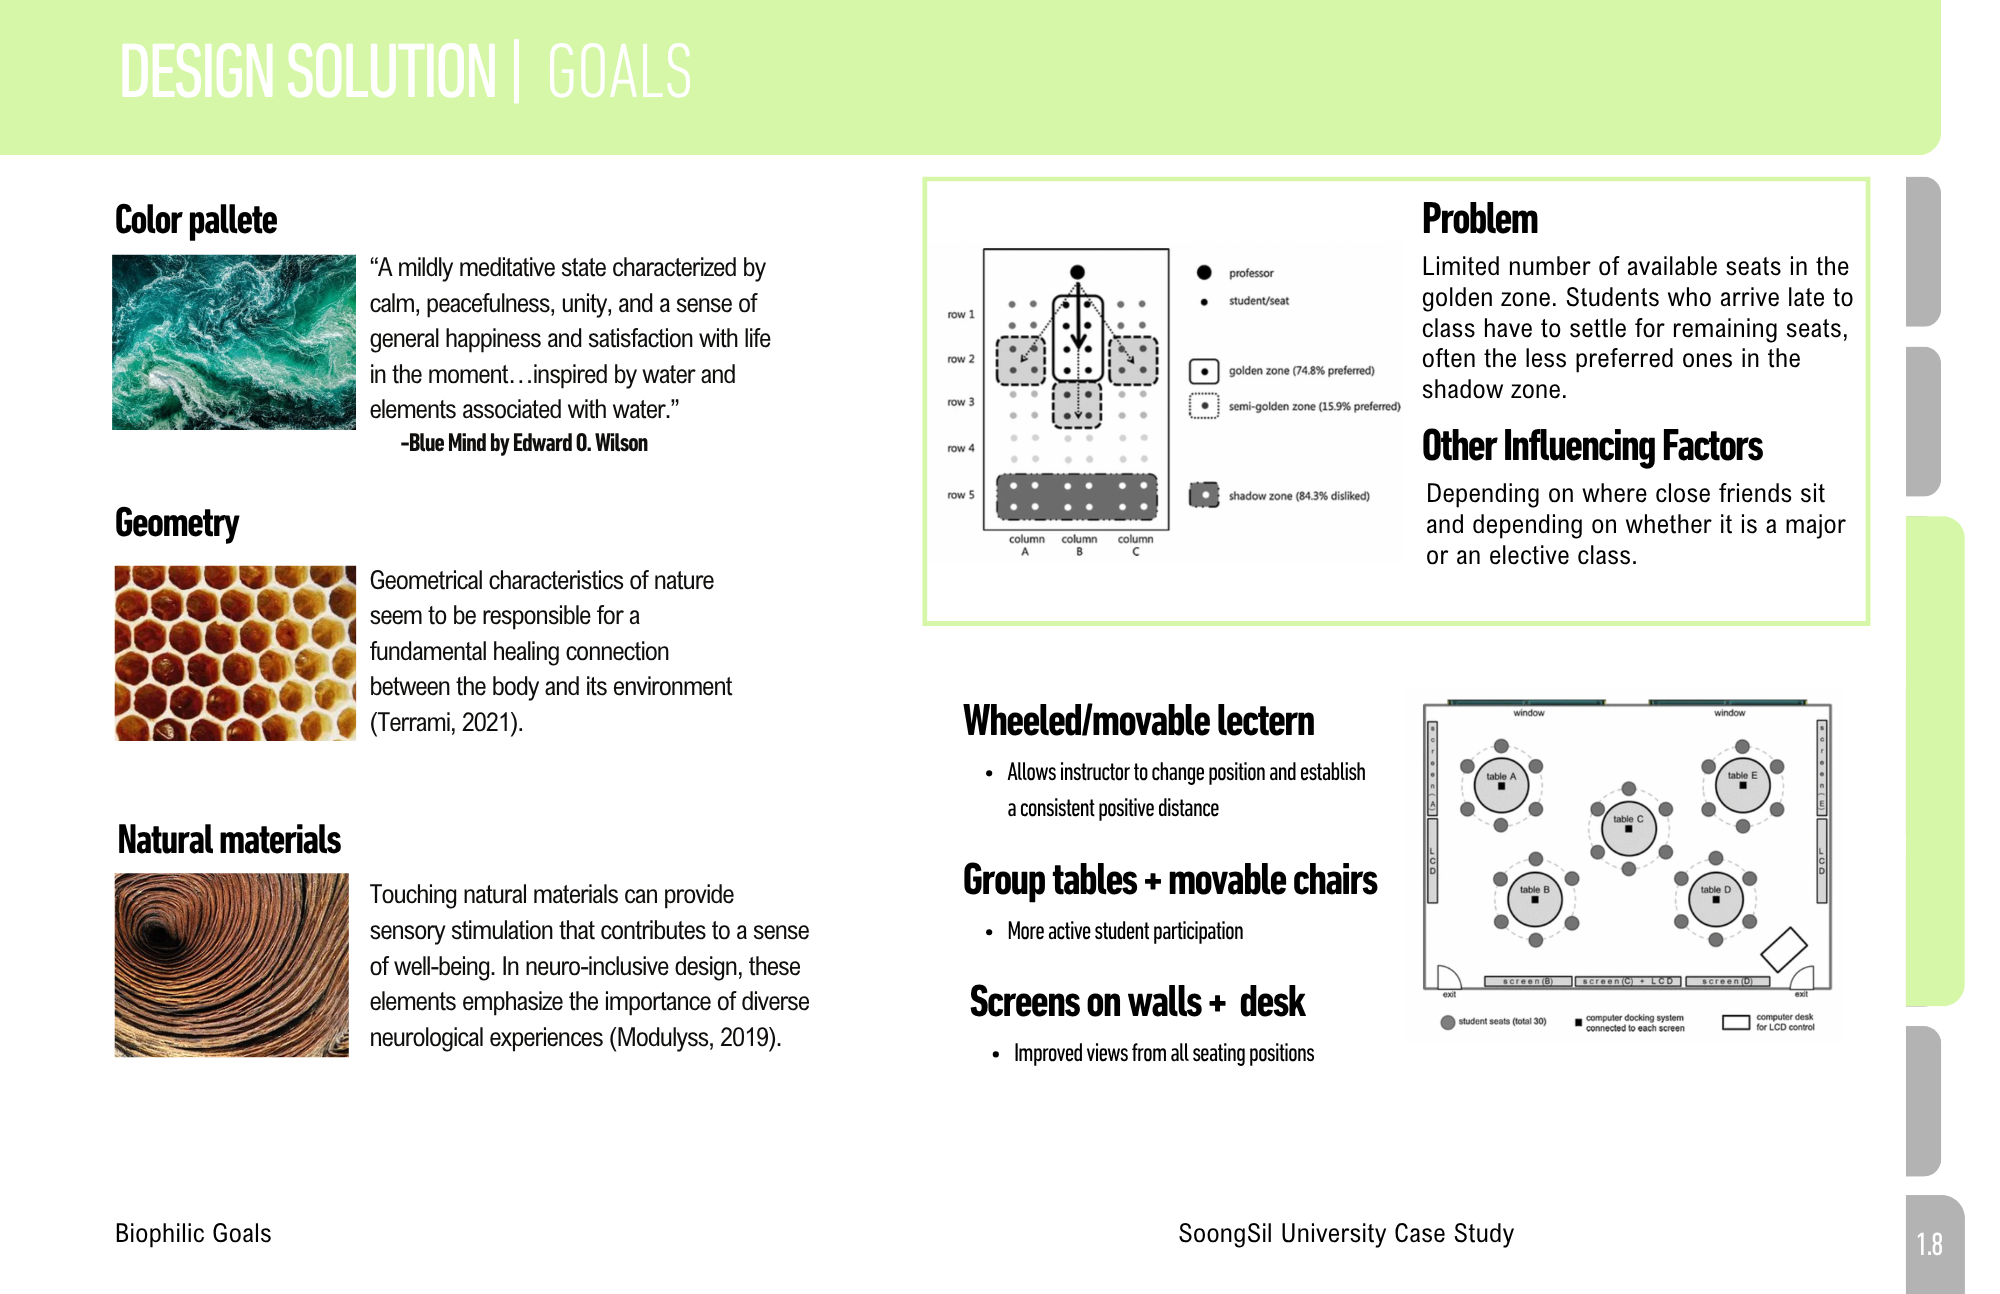 DESIGN SOLUTION | GOALS
Color pallete
“A mildly meditative state characterized by
calm, peacefulness, unity, and a sense of
general happiness and satisfaction with life
in the moment…inspired by water and
elements associated with water.”
-Blue Mind by Edward O. Wilson
Geometry
Geometrical characteristics of nature
seem to be responsible for a
fundamental healing connection
between the body and its environment
(Terrami, 2021).
Natural materials
Touching natural materials can provide
sensory stimulation that contributes to a sense
of well-being. In neuro-inclusive design, these
elements emphasize the importance of diverse
neurological experiences (Modulyss, 2019).
Biophilic Goals
row 1
row 2
row 3
row 4
row 5
column A
column B
column C
professor
student/seat
golden zone (74.8% preferred)
semi-golden zone (15.9% preferred)
shadow zone (84.3% disliked)
Problem
Limited number of available seats in the
golden zone. Students who arrive late to
class have to settle for remaining seats,
often the less preferred ones in the
shadow zone.
Other Influencing Factors
Depending on where close friends sit
and depending on whether it is a major
or an elective class.
Wheeled/movable lectern
• Allows instructor to change position and establish
a consistent positive distance
Group tables + movable chairs
• More active student participation
Screens on walls + desk
• Improved views from all seating positions
window
window
screen(A)
LCD
screen(E)
LCD
table A
table E
table C
table B
table D
screen(B)
screen(C) + LCD
screen(D)
exit
exit
student seats (total 30)
computer docking system
connected to each screen
computer desk
for LCD control
SoongSil University Case Study
1.8